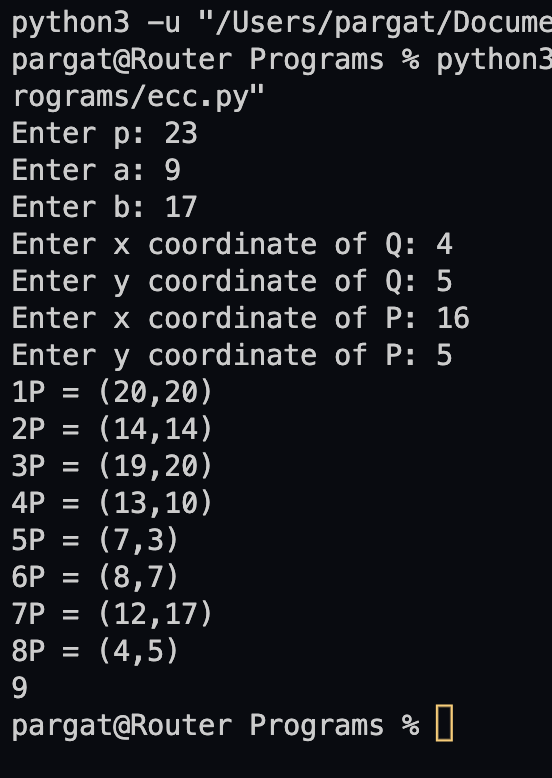 python3 -u "/Users/pargat/Docume
pargat@Router Programs % python3
rograms/ecc.py"
Enter p: 23
Enter a: 9
Enter b: 17
Enter x coordinate of Q: 4
Enter y coordinate of Q: 5
Enter x coordinate of P: 16
Enter y coordinate of P: 5
1P = (20,20)
2P = (14,14)
3P = (19,20)
4P = (13,10)
5P = (7,3)
6P = (8,7)
7P = (12,17)
8P = (4,5)
9
pargat@Router Programs %